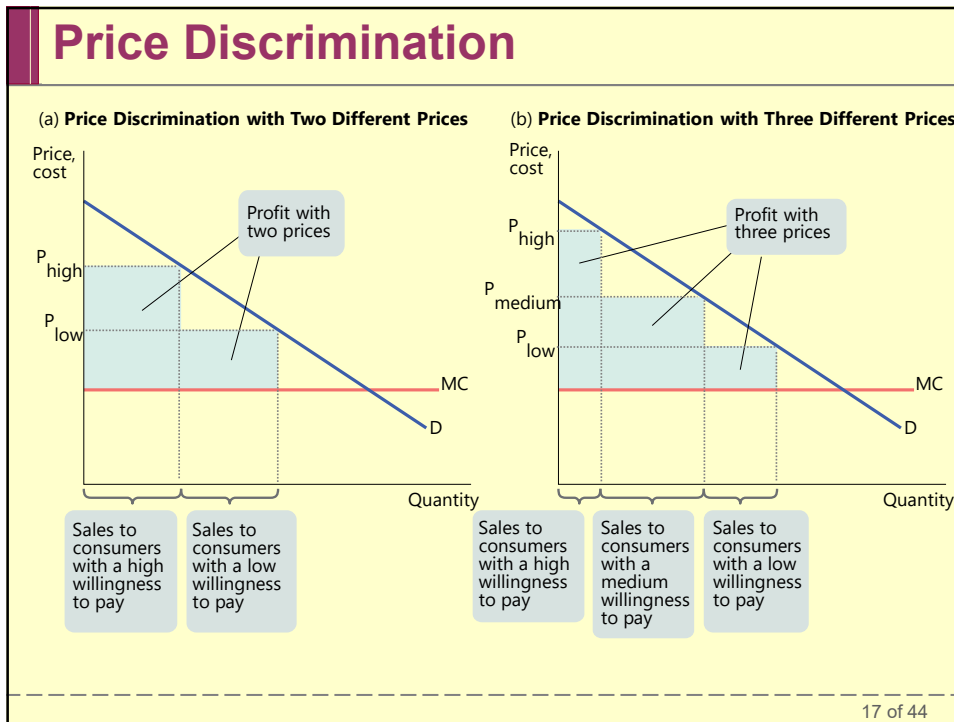 Price Discrimination
(a) Price Discrimination with Two Different Prices
Price,
cost
Profit with
two prices
P high
P low
MC
D
Quantity
Sales to
consumers
with a high
willingness
to pay
Sales to
consumers
with a low
willingness
to pay
(b) Price Discrimination with Three Different Prices
Price,
cost
Profit with
three prices
P high
P medium
P low
MC
D
Quantity
Sales to
consumers
with a high
willingness
to pay
Sales to
consumers
with a
medium
willingness
to pay
Sales to
consumers
with a low
willingness
to pay
17 of 44